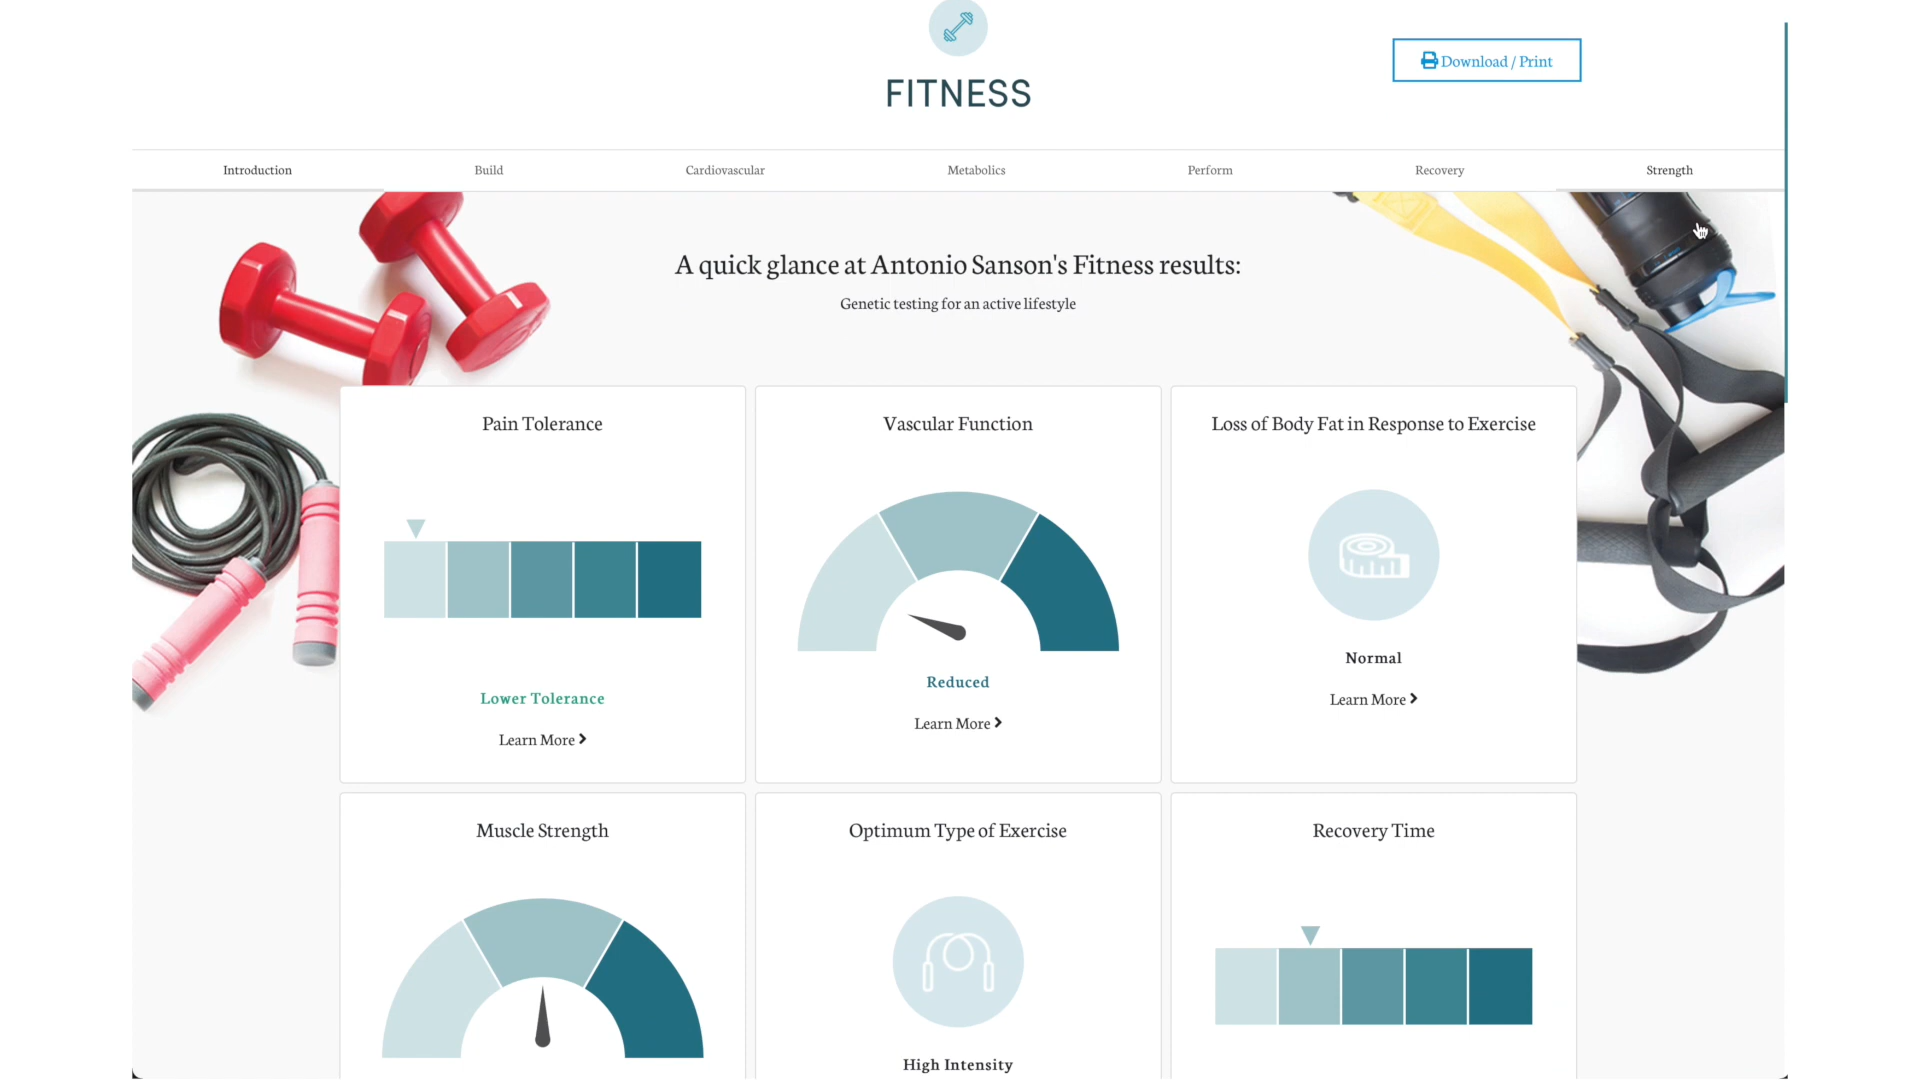 FITNESS
Download / Print
Introduction
Build
Cardiovascular
Metabolics
Perform
Recovery
Strength
A quick glance at Antonio Sanson's Fitness results:
Genetic testing for an active lifestyle
Pain Tolerance
Lower Tolerance
Learn More
Vascular Function
Reduced
Learn More
Loss of Body Fat in Response to Exercise
Normal
Learn More
Muscle Strength
Optimum Type of Exercise
High Intensity
Recovery Time